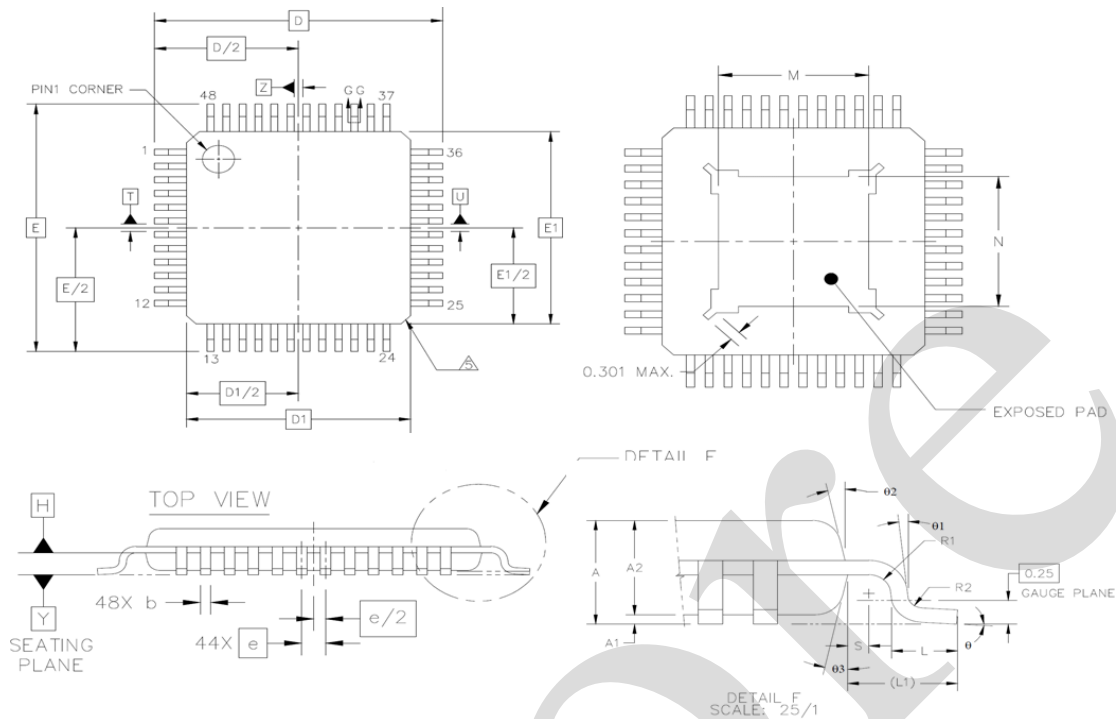 D
D/2
Z
G G
PIN1 CORNER
48
37
1
36
T
U
E
E1
E/2
E1/2
12
25
13
24
5
D1/2
D1
M
N
0.301 MAX.
EXPOSED PAD
DETAIL F
TOP VIEW
H
Y
SEATING
PLANE
48X b
e/2
44X e
θ2
θ1
R1
A
A2
R2
0.25
GAUGE PLANE
A1
S
L
θ
θ3
(L1)
DETAIL F
SCALE: 25/1